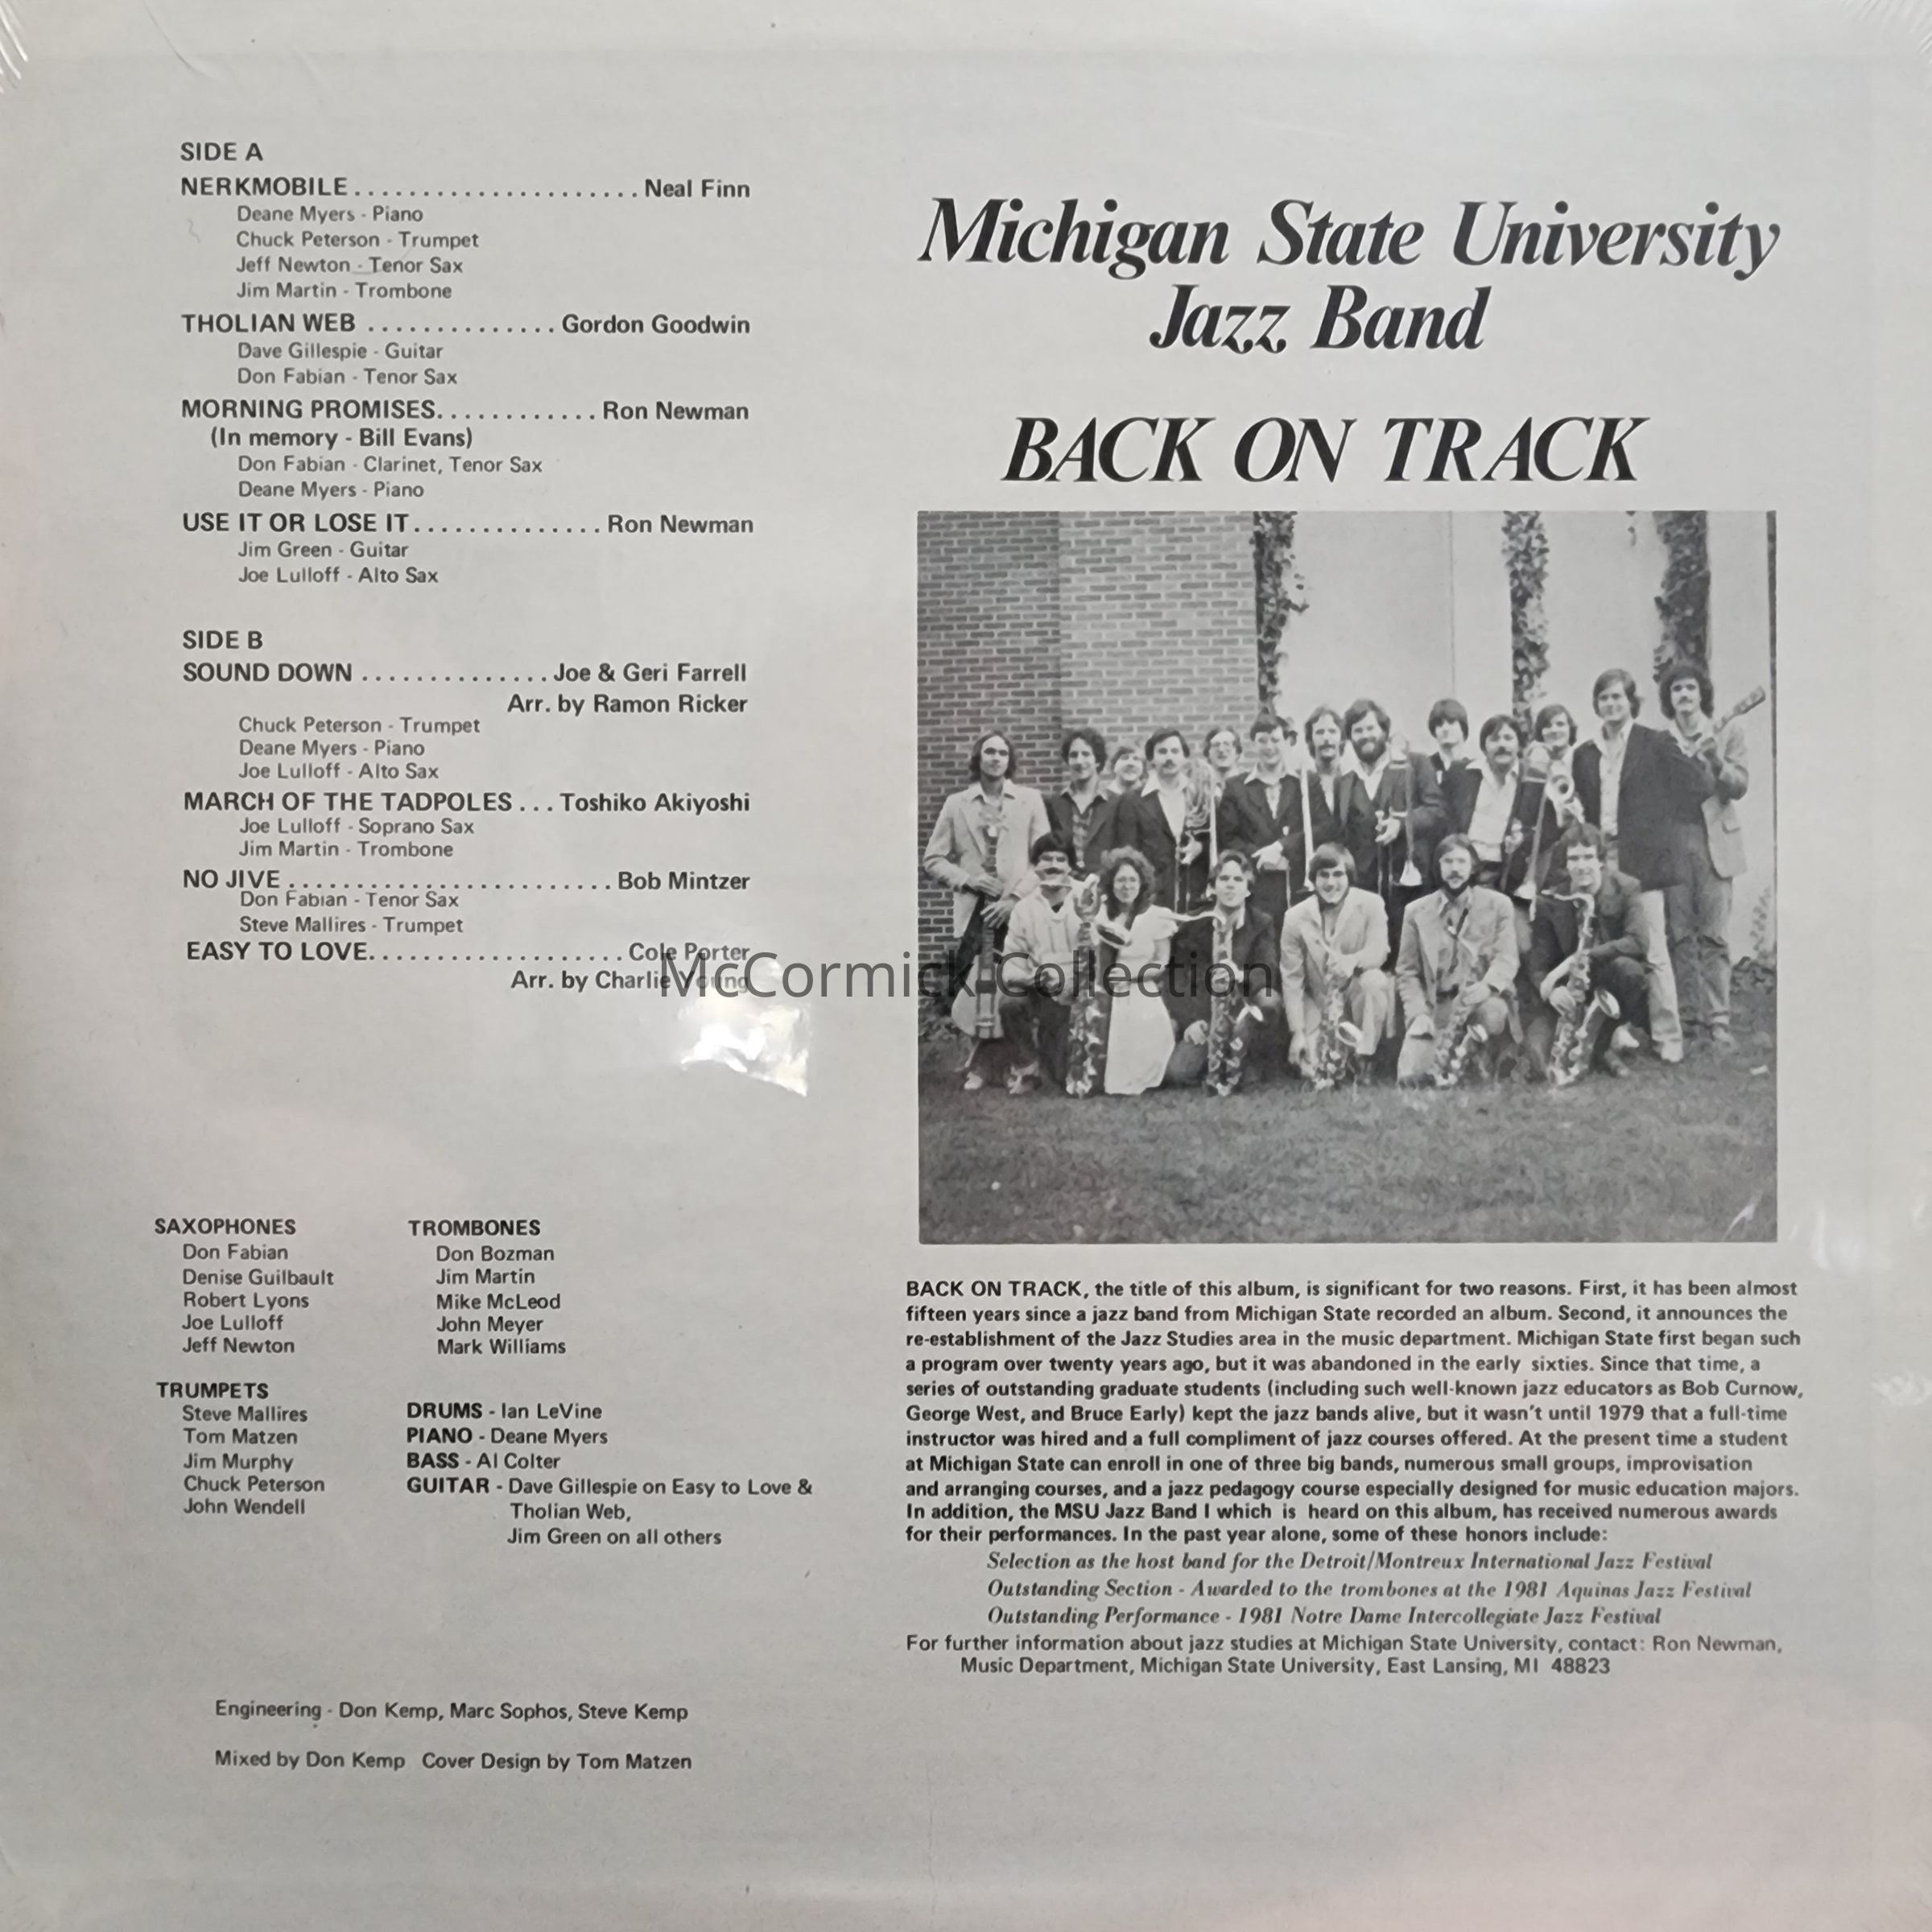 SIDE A
NERKMOBILE.....................Neal Finn
Deane Myers - Piano
Chuck Peterson - Trumpet
Jeff Newton - Tenor Sax
Jim Martin - Trombone
THOLIAN WEB ..............Gordon Goodwin
Dave Gillespie - Guitar
Don Fabian - Tenor Sax
MORNING PROMISES............Ron Newman
(In memory - Bill Evans)
Don Fabian - Clarinet, Tenor Sax
Deane Myers - Piano
USE IT OR LOSE IT..............Ron Newman
Jim Green - Guitar
Joe Lulloff - Alto Sax
SIDE B
SOUND DOWN ..............Joe & Geri Farrell
Arr. by Ramon Ricker
Chuck Peterson - Trumpet
Deane Myers - Piano
Joe Lulloff - Alto Sax
MARCH OF THE TADPOLES...Toshiko Akiyoshi
Joe Lulloff - Soprano Sax
Jim Martin - Trombone
NO JIVE........................Bob Mintzer
Don Fabian - Tenor Sax
Steve Mallires - Trumpet
EASY TO LOVE...................Cole Porter
Arr. by Charlie Young
McCormick Collection
SAXOPHONES
Don Fabian
Denise Guilbault
Robert Lyons
Joe Lulloff
Jeff Newton
TRUMPETS
Steve Mallires
Tom Matzen
Jim Murphy
Chuck Peterson
John Wendell
TROMBONES
Don Bozman
Jim Martin
Mike McLeod
John Meyer
Mark Williams
DRUMS - Ian LeVine
PIANO - Deane Myers
BASS - Al Colter
GUITAR - Dave Gillespie on Easy to Love &
Tholian Web,
Jim Green on all others
Engineering - Don Kemp, Marc Sophos, Steve Kemp
Mixed by Don Kemp Cover Design by Tom Matzen
Michigan State University
Jazz Band
BACK ON TRACK
BACK ON TRACK, the title of this album, is significant for two reasons. First, it has been almost
fifteen years since a jazz band from Michigan State recorded an album. Second, it announces the
re-establishment of the Jazz Studies area in the music department. Michigan State first began such
a program over twenty years ago, but it was abandoned in the early sixties. Since that time, a
series of outstanding graduate students (including such well-known jazz educators as Bob Curnow,
George West, and Bruce Early) kept the jazz bands alive, but it wasn't until 1979 that a full-time
instructor was hired and a full compliment of jazz courses offered. At the present time a student
at Michigan State can enroll in one of three big bands, numerous small groups, improvisation
and arranging courses, and a jazz pedagogy course especially designed for music education majors.
In addition, the MSU Jazz Band I which is heard on this album, has received numerous awards
for their performances. In the past year alone, some of these honors include:
Selection as the host band for the Detroit/Montreux International Jazz Festival
Outstanding Section - Awarded to the trombones at the 1981 Aquinas Jazz Festival
Outstanding Performance - 1981 Notre Dame Intercollegiate Jazz Festival
For further information about jazz studies at Michigan State University, contact: Ron Newman,
Music Department, Michigan State University, East Lansing, MI 48823